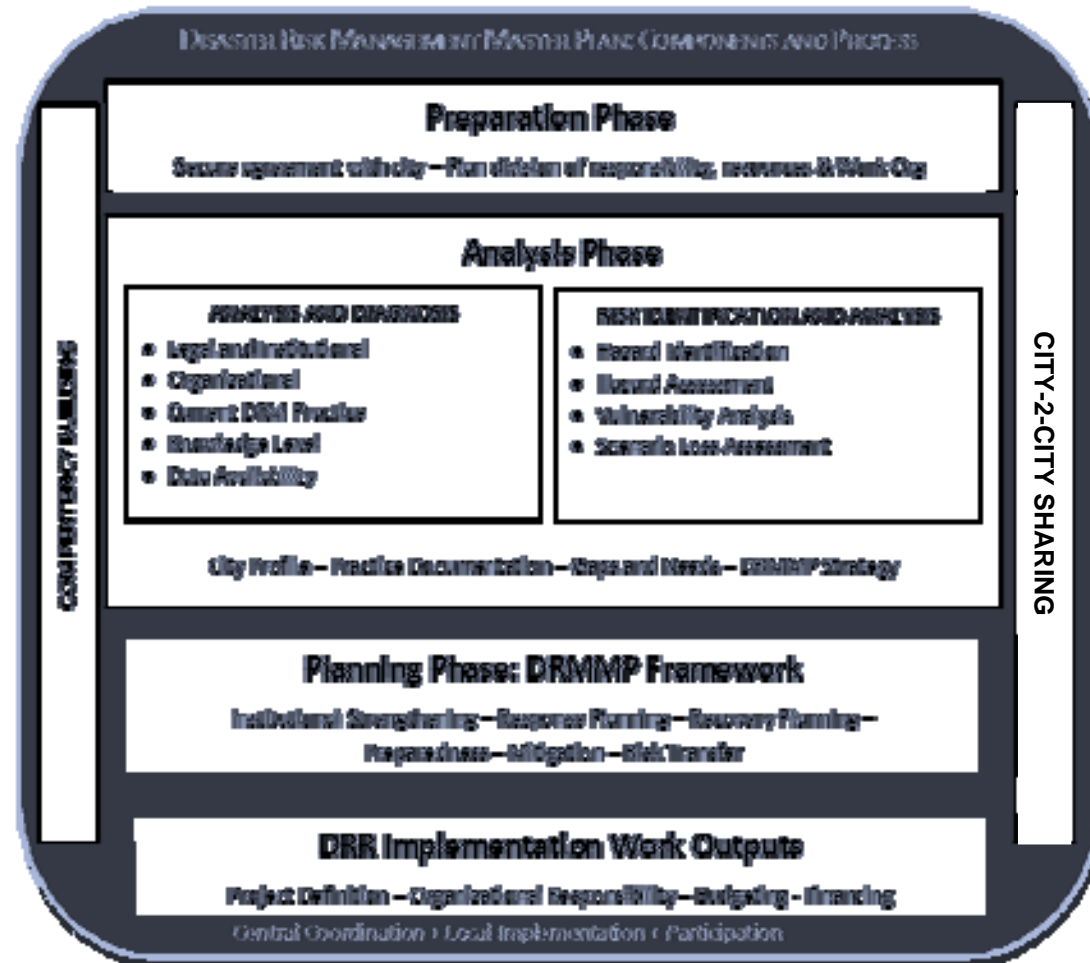 DISASTER RISK MANAGEMENT MASTER PLAN: COMPONENTS AND PROCESS
Preparation Phase
Secure agreement with city – Plan division of responsibility, resources & Work Org
Analysis Phase
ANALYSIS AND DIAGNOSIS
• Legal and Institutional
• Organizational
• Current DRM Practice
• Knowledge Level
• Data Availability
RISK IDENTIFICATION AND ANALYSIS
• Hazard Identification
• Hazard Assessment
• Vulnerability Analysis
• Scenario Loss Assessment
City Profile – Practice Documentation – Gaps and Needs – DRMMP Strategy
Planning Phase: DRMMP Framework
Institutional Strengthening – Response Planning – Recovery Planning –
Preparedness – Mitigation – Risk Transfer
DRR Implementation Work Outputs
Project Definition – Organizational Responsibility – Budgeting - Financing
Central Coordination + Local Implementation + Participation
COMPETENCY BUILDING
CITY-2-CITY SHARING